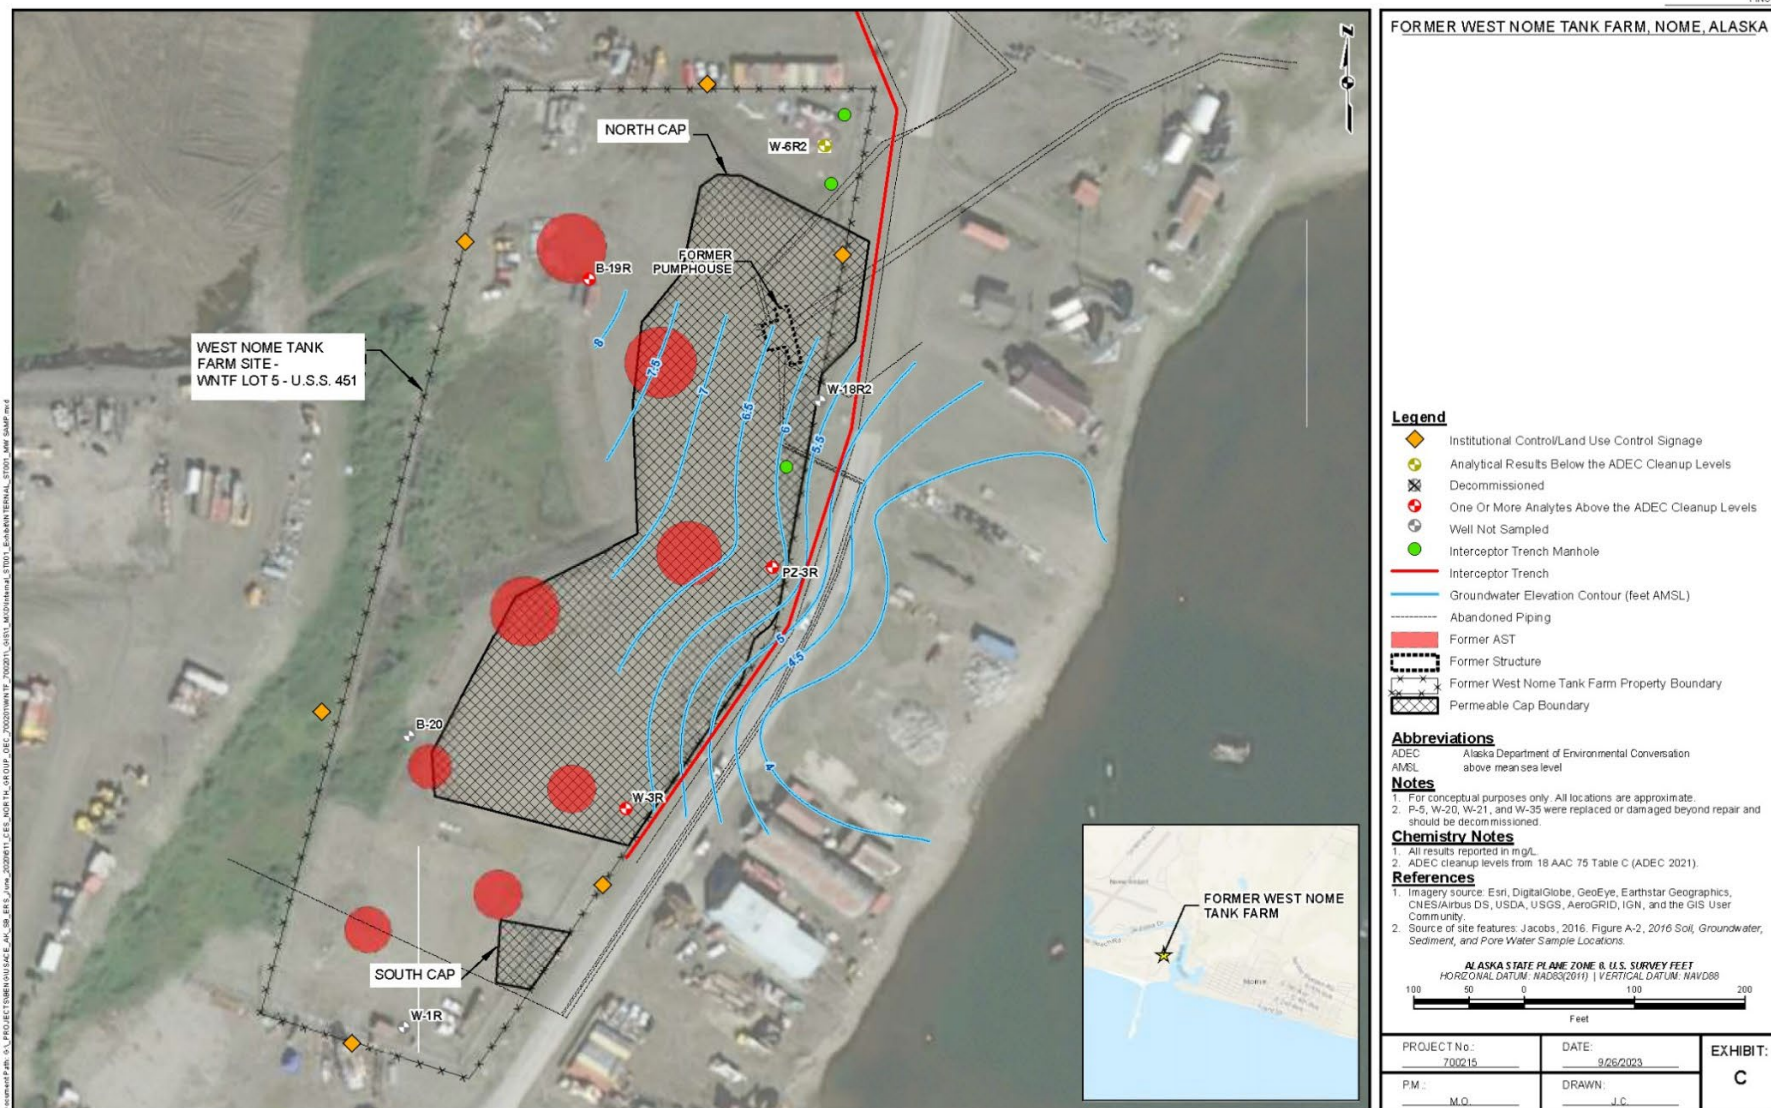 FORMER WEST NOME TANK FARM, NOME, ALASKA
N
NORTH CAP
W-6R2
B-19R
FORMER
PUMPHOUSE
WEST NOME TANK
FARM SITE -
WNTF LOT 5 - U.S.S. 451
8
7.5
7
6.5
6
5.5
W-18R2
PZ-3R
5
4.5
4
B-20
W-3R
SOUTH CAP
W-1R
FORMER WEST NOME
TANK FARM
Nome
Legend
Institutional Control/Land Use Control Signage
Analytical Results Below the ADEC Cleanup Levels
Decommissioned
One Or More Analytes Above the ADEC Cleanup Levels
Well Not Sampled
Interceptor Trench Manhole
Interceptor Trench
Groundwater Elevation Contour (feet AMSL)
Abandoned Piping
Former AST
Former Structure
Former West Nome Tank Farm Property Boundary
Permeable Cap Boundary
Abbreviations
ADEC Alaska Department of Environmental Conversation
AMSL above mean sea level
Notes
1. For conceptual purposes only. All locations are approximate.
2. P-5, W-20, W-21, and W-35 were replaced or damaged beyond repair and
should be decommissioned.
Chemistry Notes
1. All results reported in mg/L.
2. ADEC cleanup levels from 18 AAC 75 Table C (ADEC 2021).
References
1. Imagery source: Esri, DigitalGlobe, GeoEye, Earthstar Geographics,
CNES/Airbus DS, USDA, USGS, AeroGRID, IGN, and the GIS User
Community.
2. Source of site features: Jacobs, 2016. Figure A-2, 2016 Soil, Groundwater,
Sediment, and Pore Water Sample Locations.
ALASKA STATE PLANE ZONE 8, U.S. SURVEY FEET
HORIZONAL DATUM: NAD83(2011) | VERTICAL DATUM: NAVD88
100 50 0 100 200
Feet
PROJECT No.: 700215
DATE: 9/26/2023
EXHIBIT:
C
P.M.: M.O.
DRAWN: J.C.